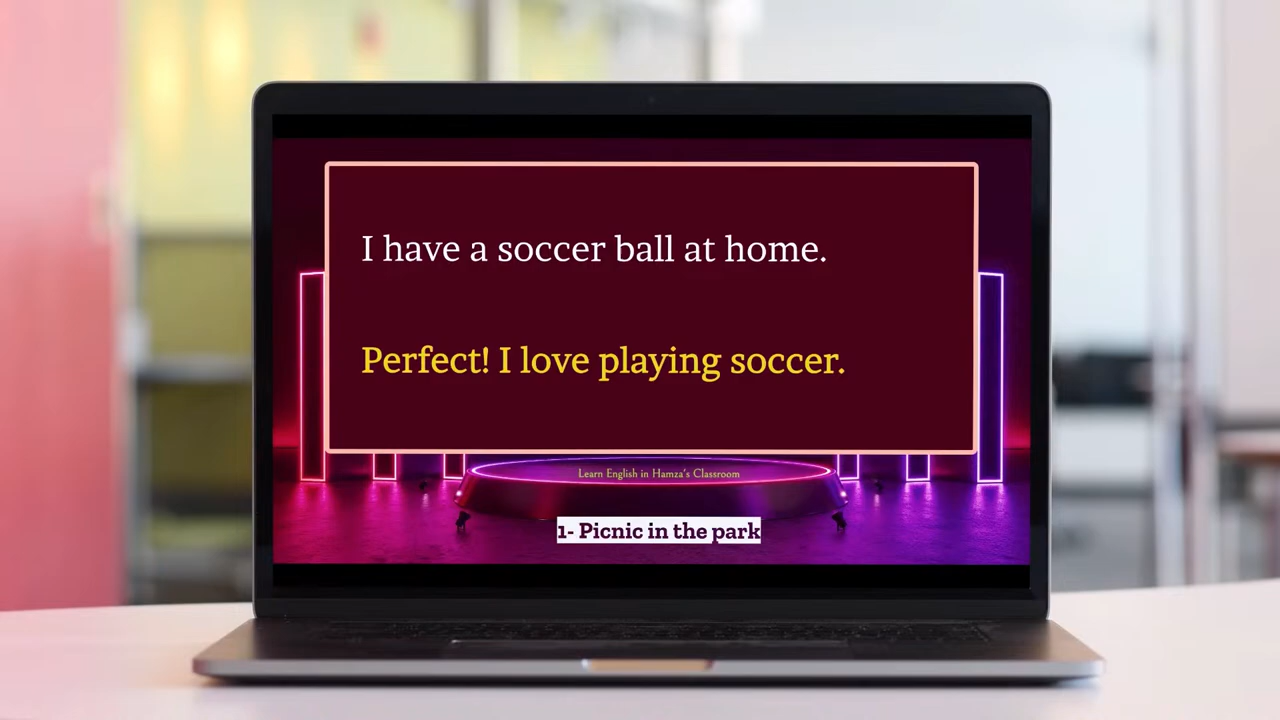 I have a soccer ball at home.
Perfect! I love playing soccer.
Learn English in Hamza's Classroom
1- Picnic in the park